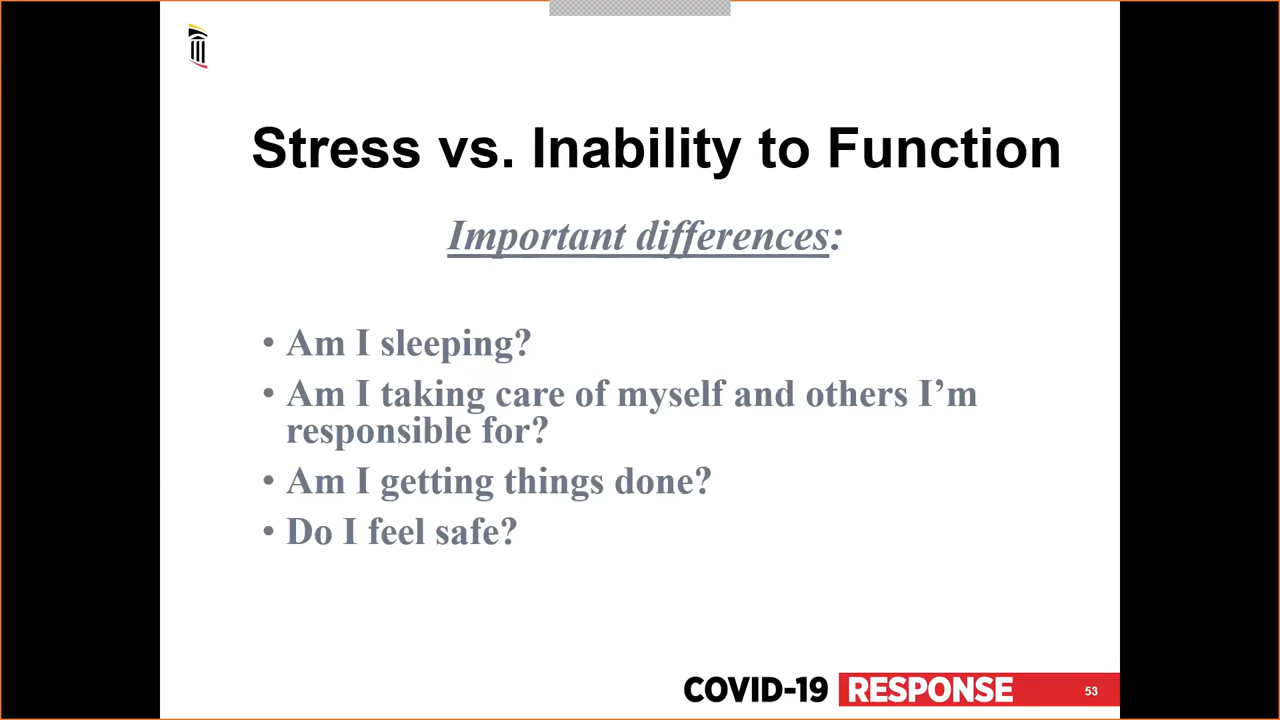 Stress vs. Inability to Function
Important differences:
• Am I sleeping?
• Am I taking care of myself and others I’m
responsible for?
• Am I getting things done?
• Do I feel safe?
COVID-19 RESPONSE 53